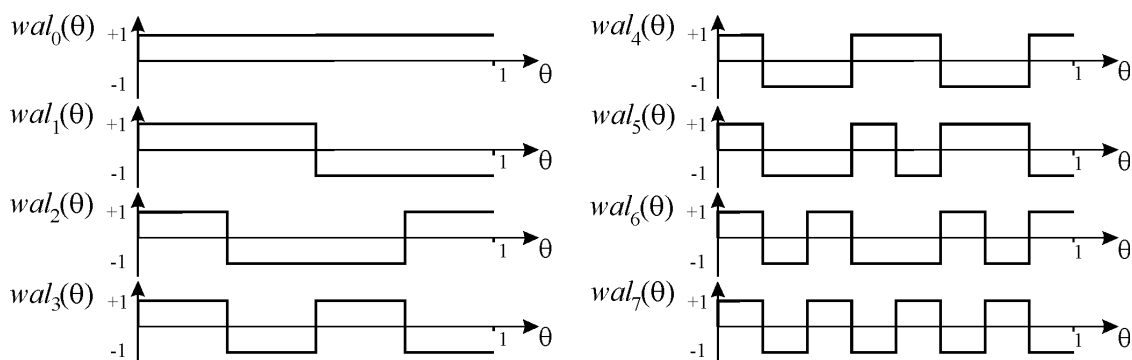 wal₀(θ) +1 -1 1 θ
wal₁(θ) +1 -1 1 θ
wal₂(θ) +1 -1 1 θ
wal₃(θ) +1 -1 1 θ
wal₄(θ) +1 -1 1 θ
wal₅(θ) +1 -1 1 θ
wal₆(θ) +1 -1 1 θ
wal₇(θ) +1 -1 1 θ